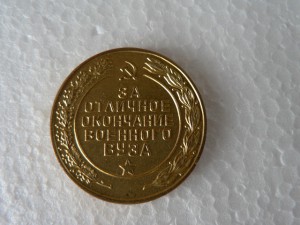 ЗА
ОТЛИЧНОЕ
ОКОНЧАНИЕ
ВОЕННОГО
ВУЗА